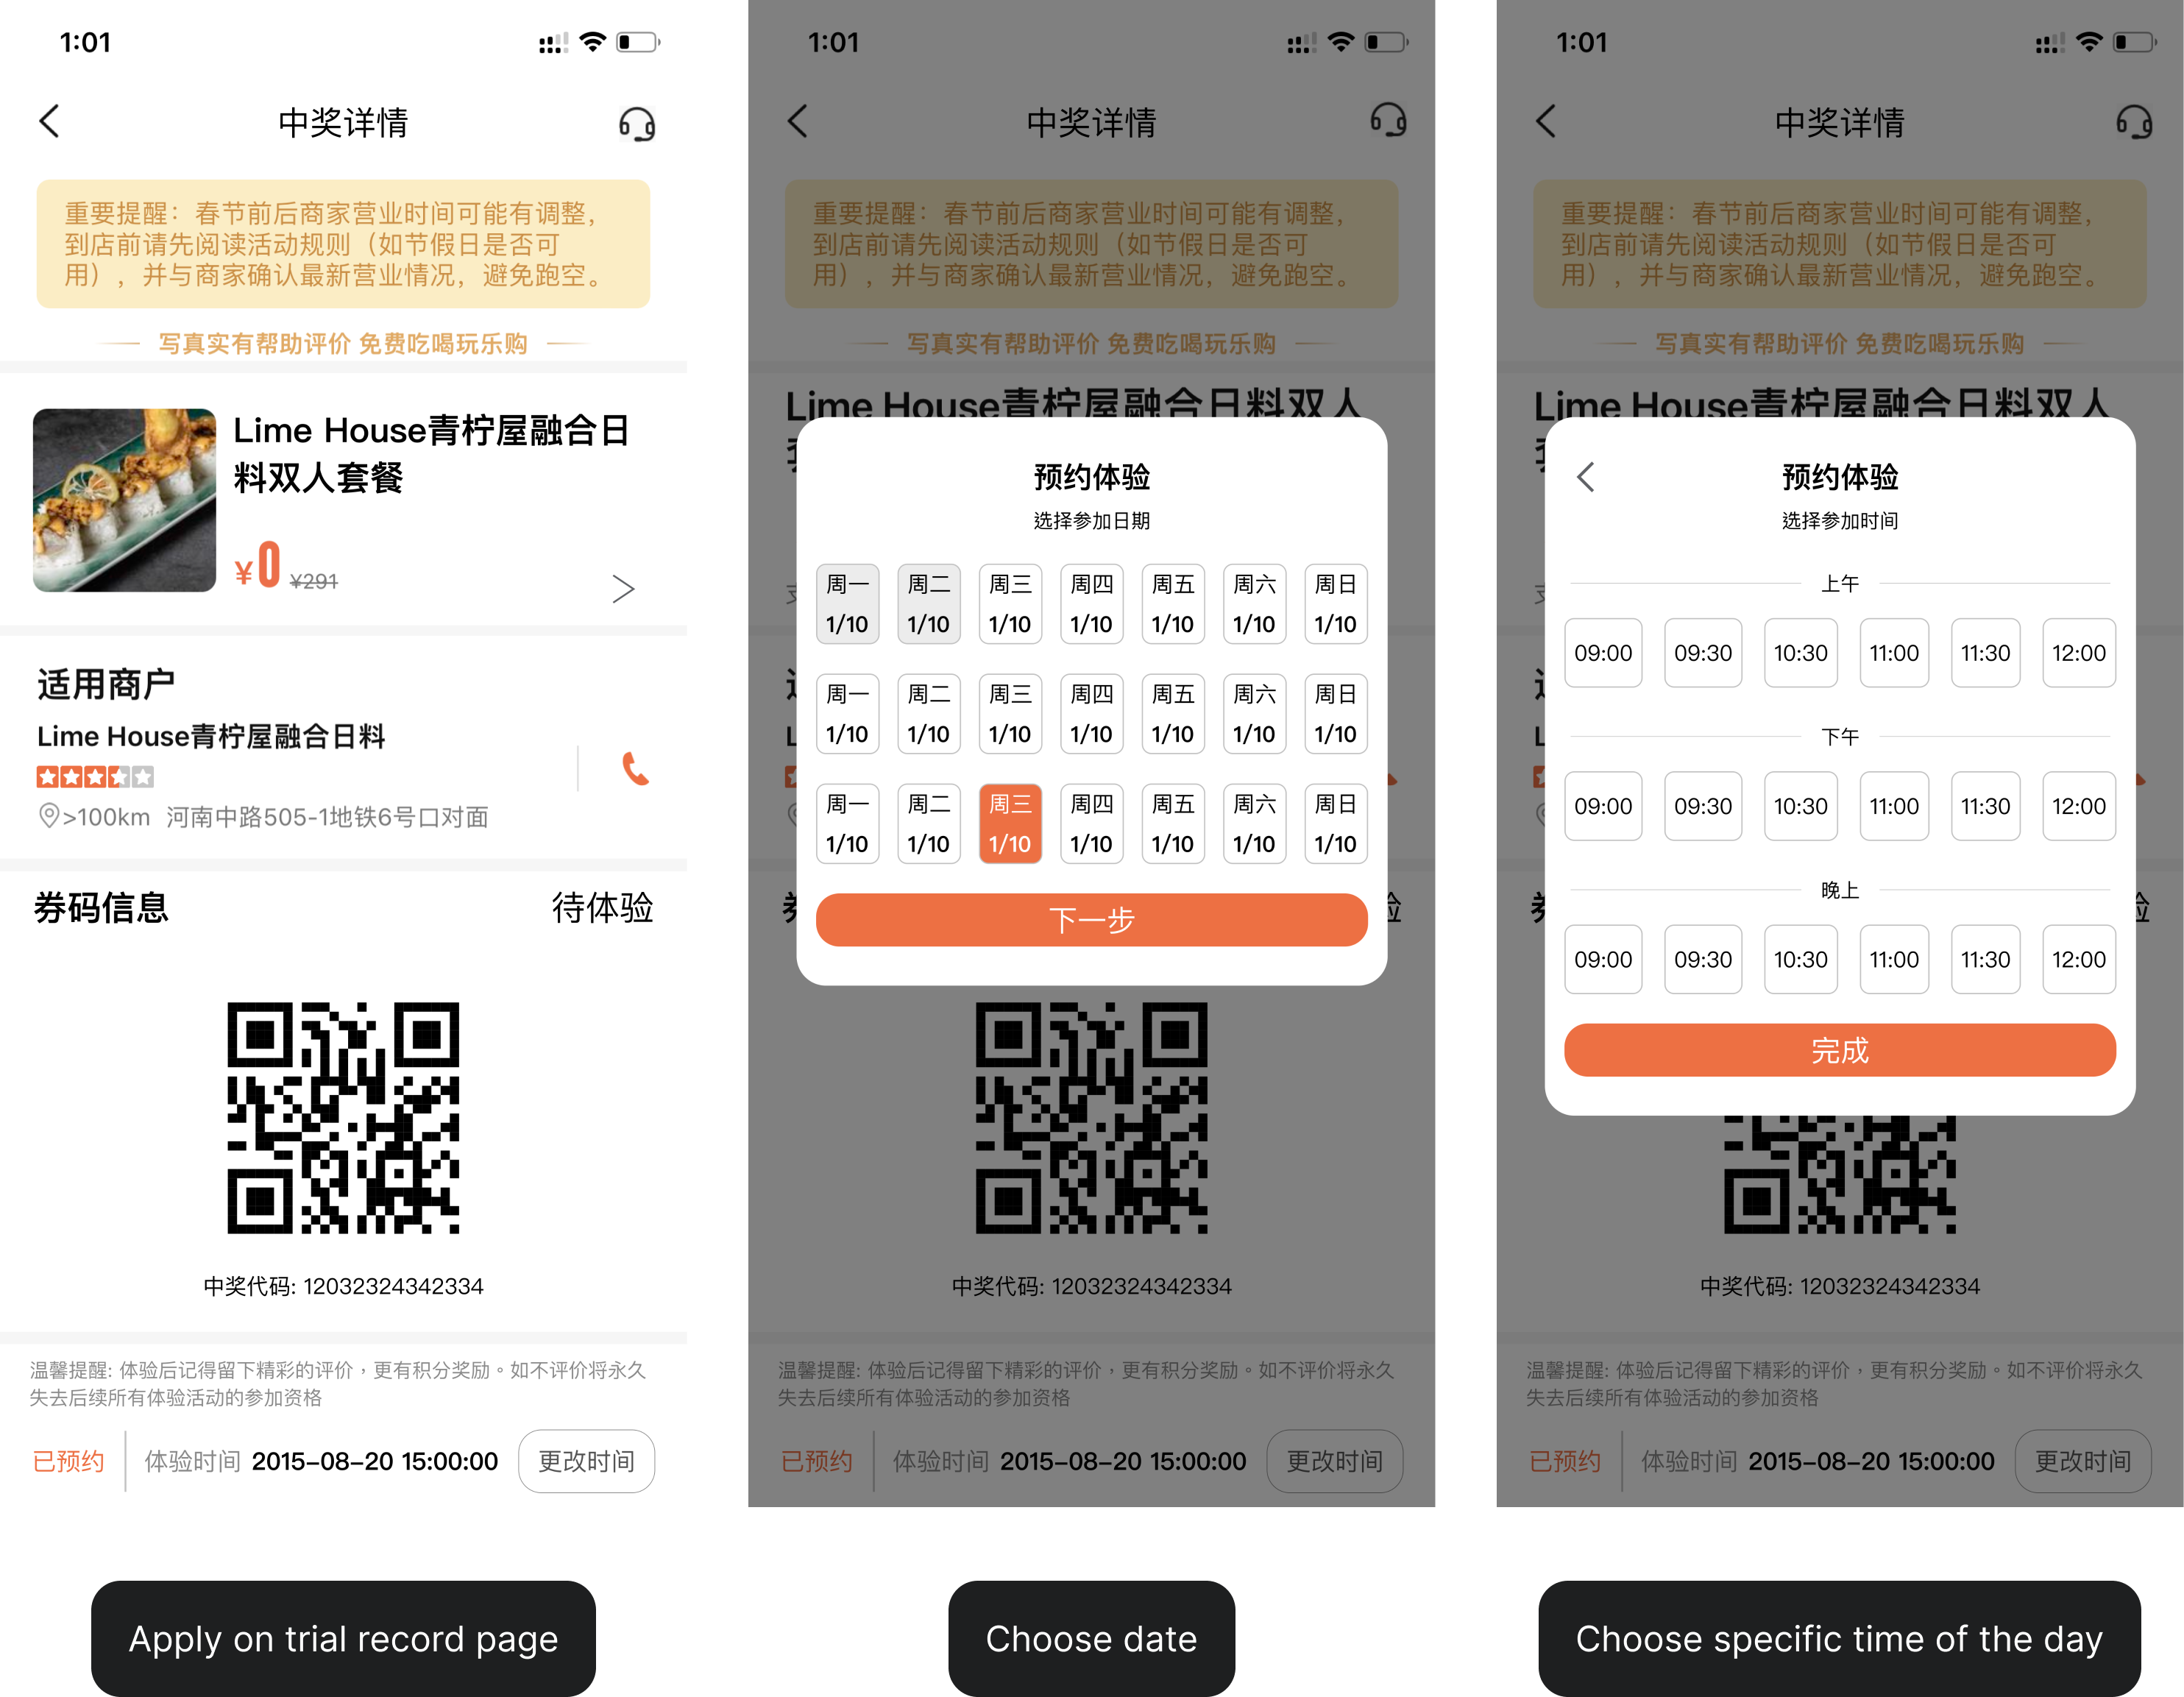 1:01
中奖详情
重要提醒：春节前后商家营业时间可能有调整，
到店前请先阅读活动规则（如节假日是否可
用），并与商家确认最新营业情况，避免跑空。
写真实有帮助评价 免费吃喝玩乐购
Lime House青柠屋融合日
料双人套餐
¥0 ¥291
适用商户
Lime House青柠屋融合日料
>100km 河南中路505-1地铁6号口对面
券码信息 待体验
中奖代码: 12032324342334
温馨提醒: 体验后记得留下精彩的评价，更有积分奖励。如不评价将永久
失去后续所有体验活动的参加资格
已预约 体验时间 2015-08-20 15:00:00 更改时间
Apply on trial record page
1:01
中奖详情
重要提醒：春节前后商家营业时间可能有调整，
到店前请先阅读活动规则（如节假日是否可
用），并与商家确认最新营业情况，避免跑空。
写真实有帮助评价 免费吃喝玩乐购
Lime House青柠屋融合日料双人
预约体验
选择参加日期
周一 周二 周三 周四 周五 周六 周日
1/10 1/10 1/10 1/10 1/10 1/10 1/10
周一 周二 周三 周四 周五 周六 周日
1/10 1/10 1/10 1/10 1/10 1/10 1/10
周一 周二 周三 周四 周五 周六 周日
1/10 1/10 1/10 1/10 1/10 1/10 1/10
下一步
中奖代码: 12032324342334
温馨提醒: 体验后记得留下精彩的评价，更有积分奖励。如不评价将永久
失去后续所有体验活动的参加资格
已预约 体验时间 2015-08-20 15:00:00 更改时间
Choose date
1:01
中奖详情
重要提醒：春节前后商家营业时间可能有调整，
到店前请先阅读活动规则（如节假日是否可
用），并与商家确认最新营业情况，避免跑空。
写真实有帮助评价 免费吃喝玩乐购
Lime House青柠屋融合日料双人
预约体验
选择参加时间
上午
09:00 09:30 10:30 11:00 11:30 12:00
下午
09:00 09:30 10:30 11:00 11:30 12:00
晚上
09:00 09:30 10:30 11:00 11:30 12:00
完成
中奖代码: 12032324342334
温馨提醒: 体验后记得留下精彩的评价，更有积分奖励。如不评价将永久
失去后续所有体验活动的参加资格
已预约 体验时间 2015-08-20 15:00:00 更改时间
Choose specific time of the day